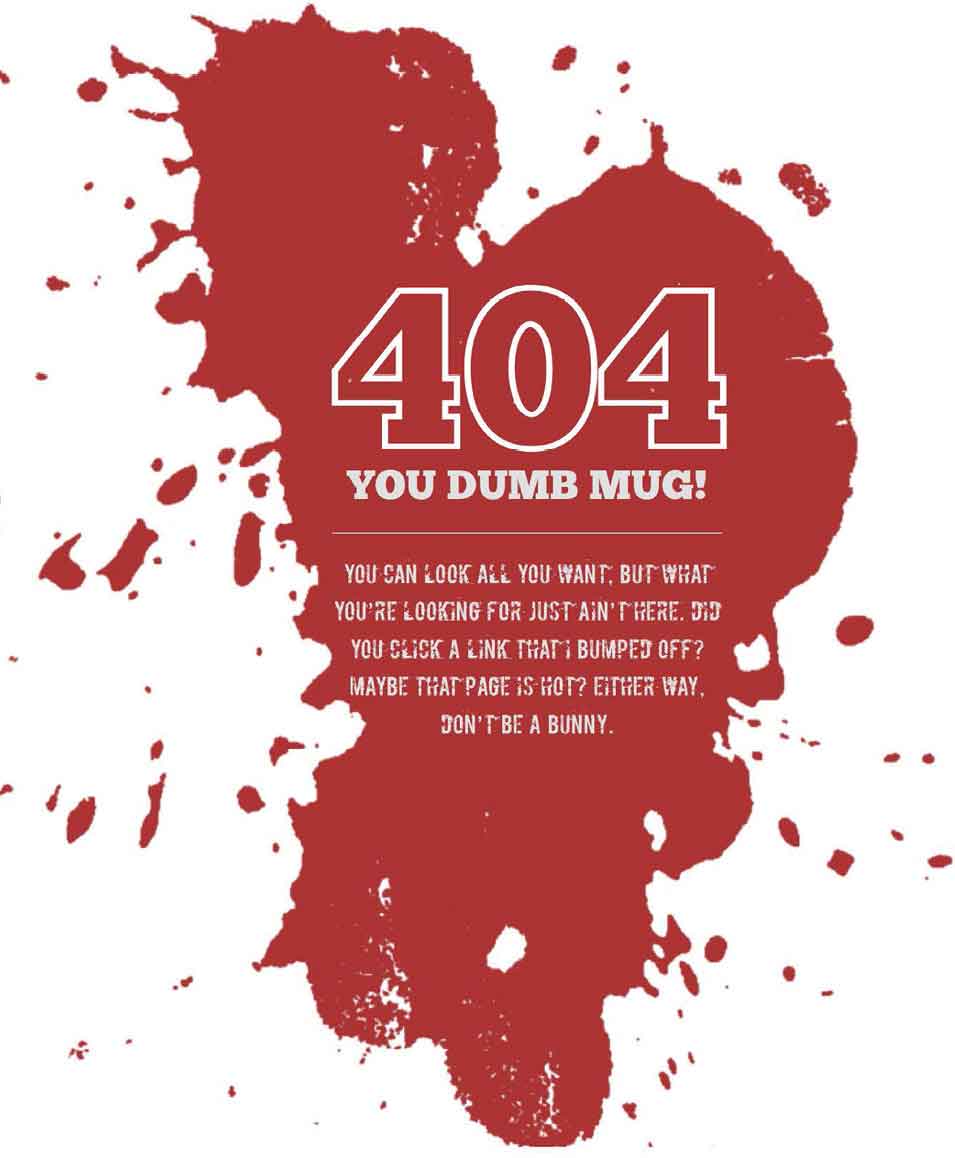 404
YOU DUMB MUG!
YOU CAN LOOK ALL YOU WANT, BUT WHAT
YOU'RE LOOKING FOR JUST AIN'T HERE. DID
YOU CLICK A LINK THAT I BUMPED OFF?
MAYBE THAT PAGE IS HOT? EITHER WAY,
DON'T BE A BUNNY.